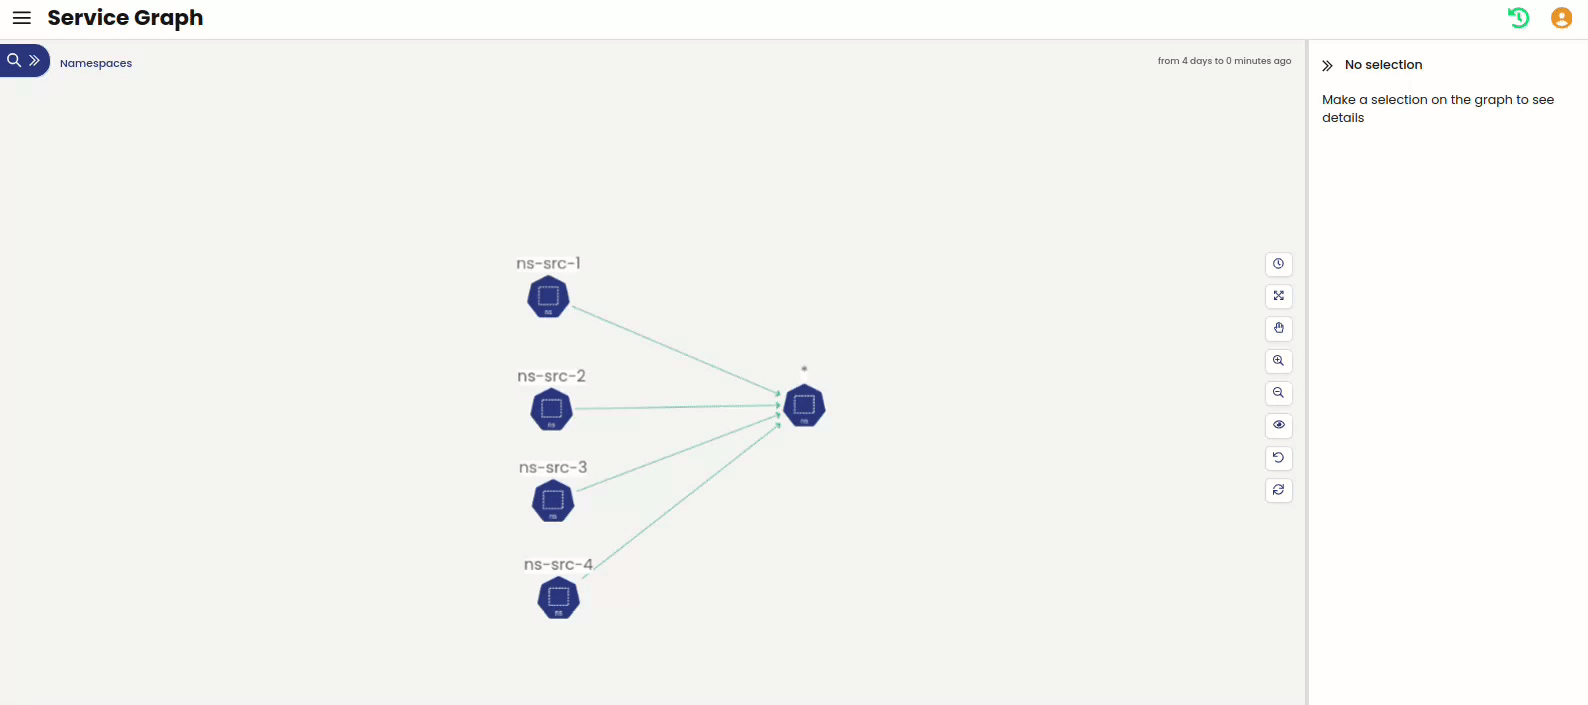 Service Graph
Namespaces
from 4 days to 0 minutes ago
No selection
Make a selection on the graph to see
details
ns-src-1
ns
ns-src-2
ns
*
ns
ns-src-3
ns
ns-src-4
ns